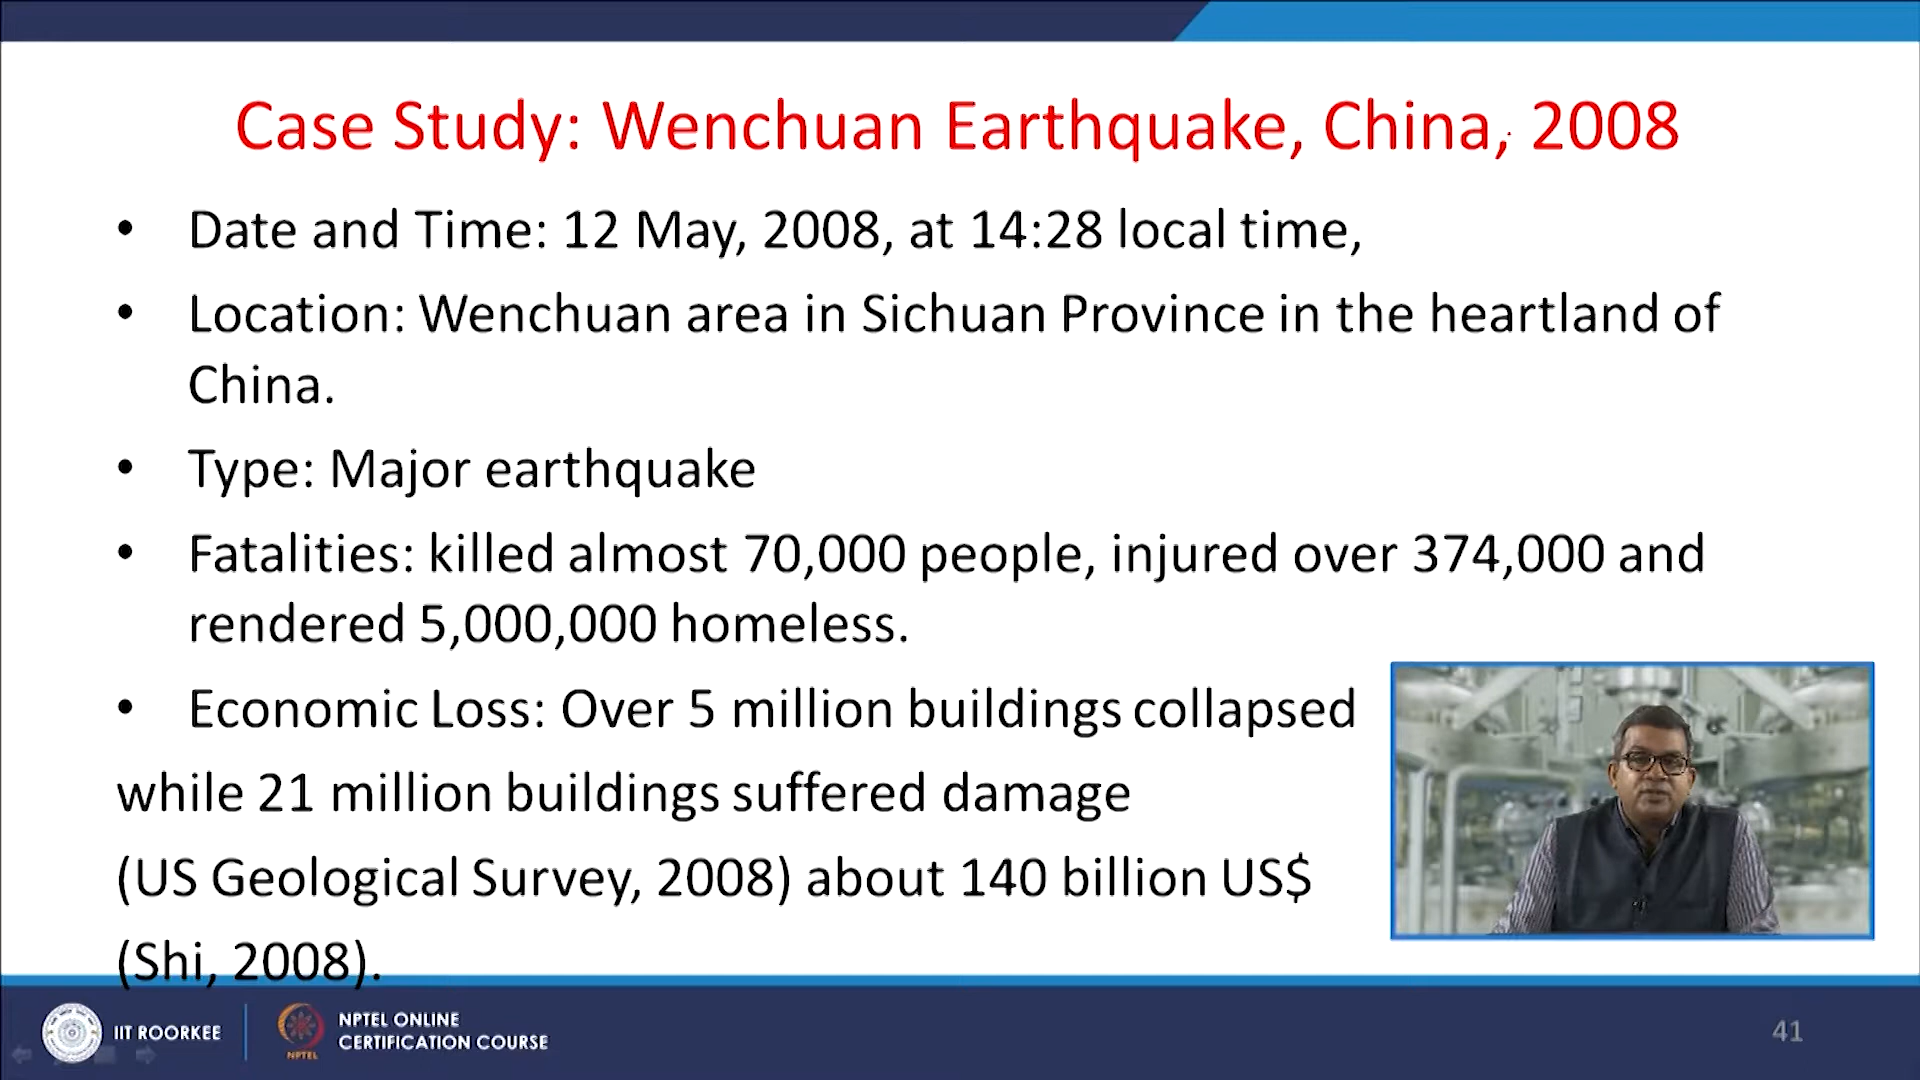 Case Study: Wenchuan Earthquake, China, 2008
• Date and Time: 12 May, 2008, at 14:28 local time,
• Location: Wenchuan area in Sichuan Province in the heartland of
China.
• Type: Major earthquake
• Fatalities: killed almost 70,000 people, injured over 374,000 and
rendered 5,000,000 homeless.
• Economic Loss: Over 5 million buildings collapsed
while 21 million buildings suffered damage
(US Geological Survey, 2008) about 140 billion US$
(Shi, 2008).
IIT ROORKEE
NPTEL
NPTEL ONLINE
CERTIFICATION COURSE
41